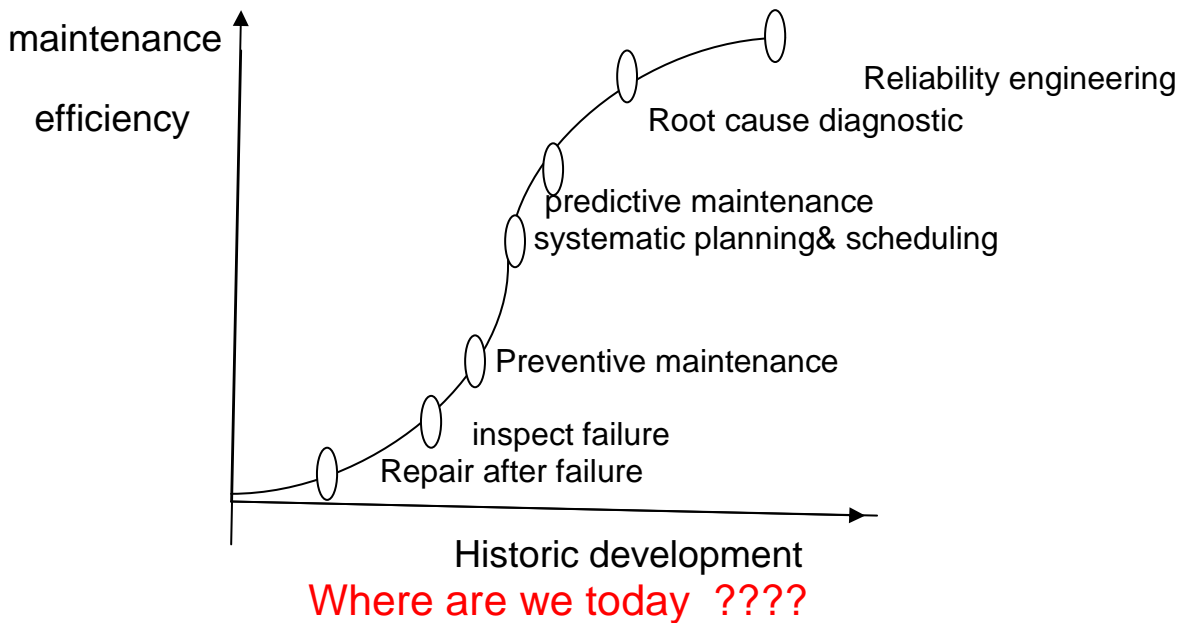 maintenance
efficiency
Reliability engineering
Root cause diagnostic
predictive maintenance
systematic planning& scheduling
Preventive maintenance
inspect failure
Repair after failure
Historic development
Where are we today ????